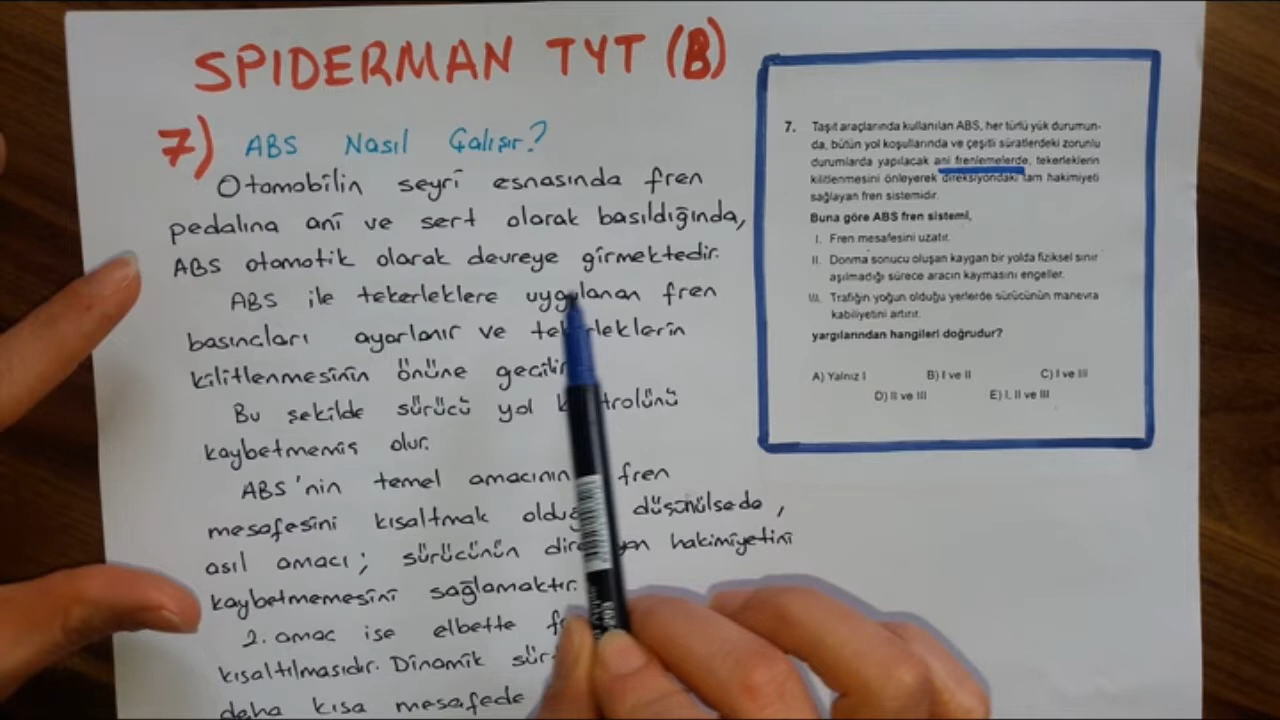 SPIDERMAN TYT (B)
7) ABS Nasıl Çalışır?
Otomobilin seyri esnasında fren
pedalına ani ve sert olarak basıldığında,
ABS otomotik olarak devreye girmektedir.
ABS ile tekerleklere uygulanan fren
basıncları ayarlanır ve tekerleklerin
kilitlenmesinin önüne
Bu şekilde sürücü yol
kaybetmemiş olur.
ABS'nin temel amacının fren
mesafesini kısaltmak düşünülsede,
asıl amacı; sürücünün hakimiyetini
kaybetmemesini sağlamaktır.
2. amac ise elbette
kısaltılmasıdır. Dinamik
daha kısa mesafede
7. Taşıt araçlarında kullanılan ABS, her türlü yük durumun-
da, bütün yol koşullarında ve çeşitli süratlerdeki zorunlu
durumlarda yapılacak ani frenlemelerde, tekerleklerin
kilitlenmesini önleyerek direksiyondaki tam hakimiyeti
sağlayan fren sistemidir.
Buna göre ABS fren sistemi,
I. Fren mesafesini uzatır.
II. Donma sonucu oluşan kaygan bir yolda fiziksel sınır
aşılmadığı sürece aracın kaymasını engeller.
III. Trafiğin yoğun olduğu yerlerde sürücünün manevra
kabiliyetini artırır.
yargılarından hangileri doğrudur?
A) Yalnız I B) I ve II C) I ve III
D) II ve III E) I, II ve III